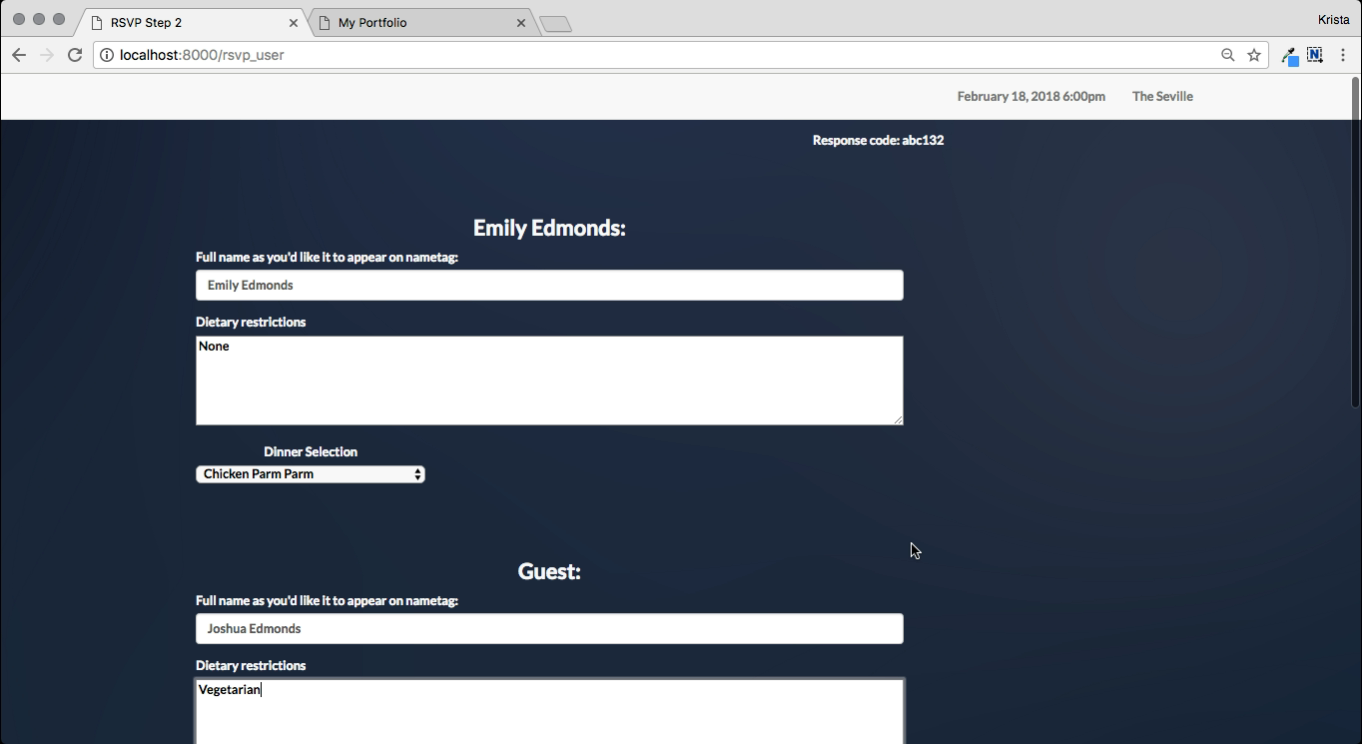 RSVP Step 2
My Portfolio
Krista
localhost:8000/rsvp_user
February 18, 2018 6:00pm The Seville
Response code: abc132
Emily Edmonds:
Full name as you'd like it to appear on nametag:
Emily Edmonds
Dietary restrictions
None
Dinner Selection
Chicken Parm Parm
Guest:
Full name as you'd like it to appear on nametag:
Joshua Edmonds
Dietary restrictions
Vegetarian